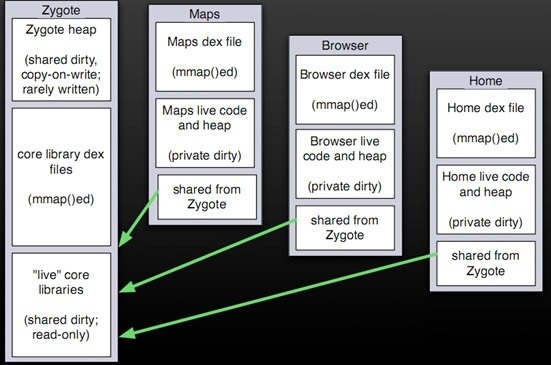 Zygote
Zygote heap
(shared dirty,
copy-on-write;
rarely written)
core library dex
files
(mmap()ed)
"live" core
libraries
(shared dirty;
read-only)
Maps
Maps dex file
(mmap()ed)
Maps live code
and heap
(private dirty)
shared from
Zygote
Browser
Browser dex file
(mmap()ed)
Browser live
code and heap
(private dirty)
shared from
Zygote
Home
Home dex file
(mmap()ed)
Home live code
and heap
(private dirty)
shared from
Zygote